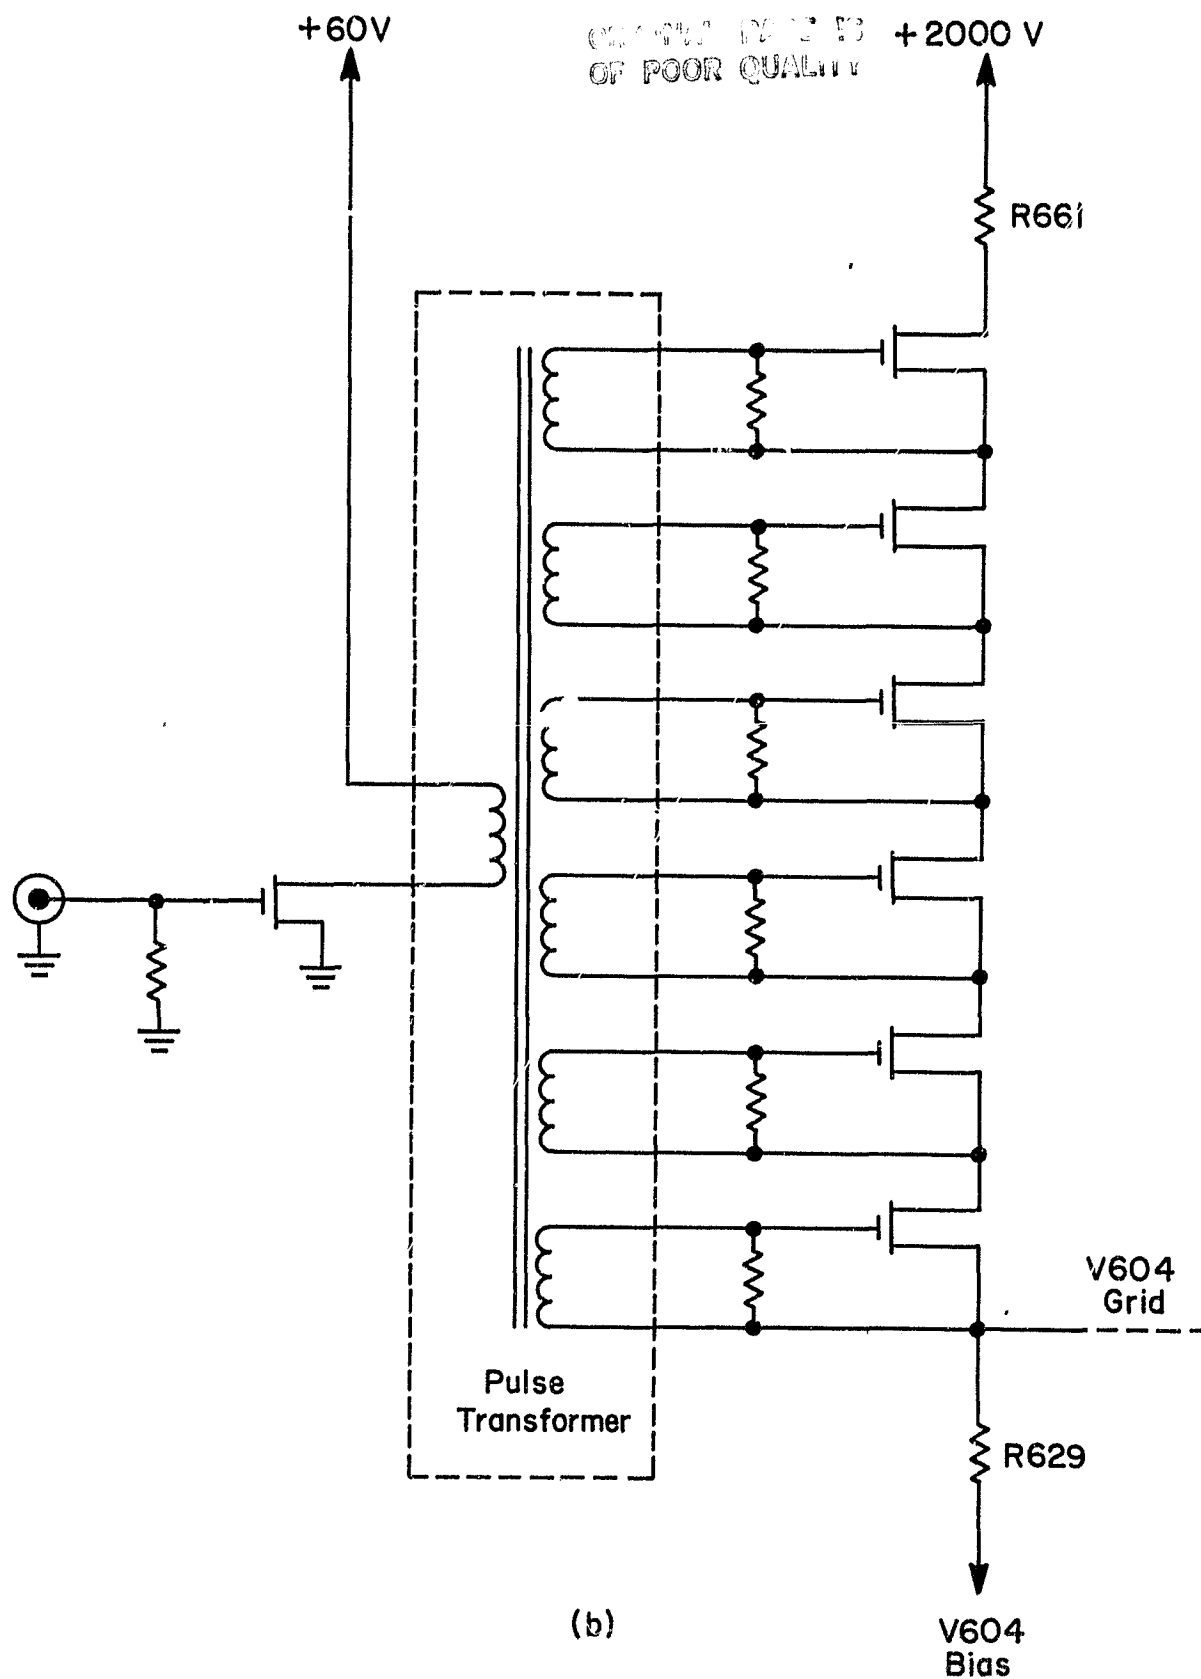 +60V
OF POOR QUALITY
+2000 V
R661
V604
Grid
Pulse
Transformer
R629
(b)
V604
Bias